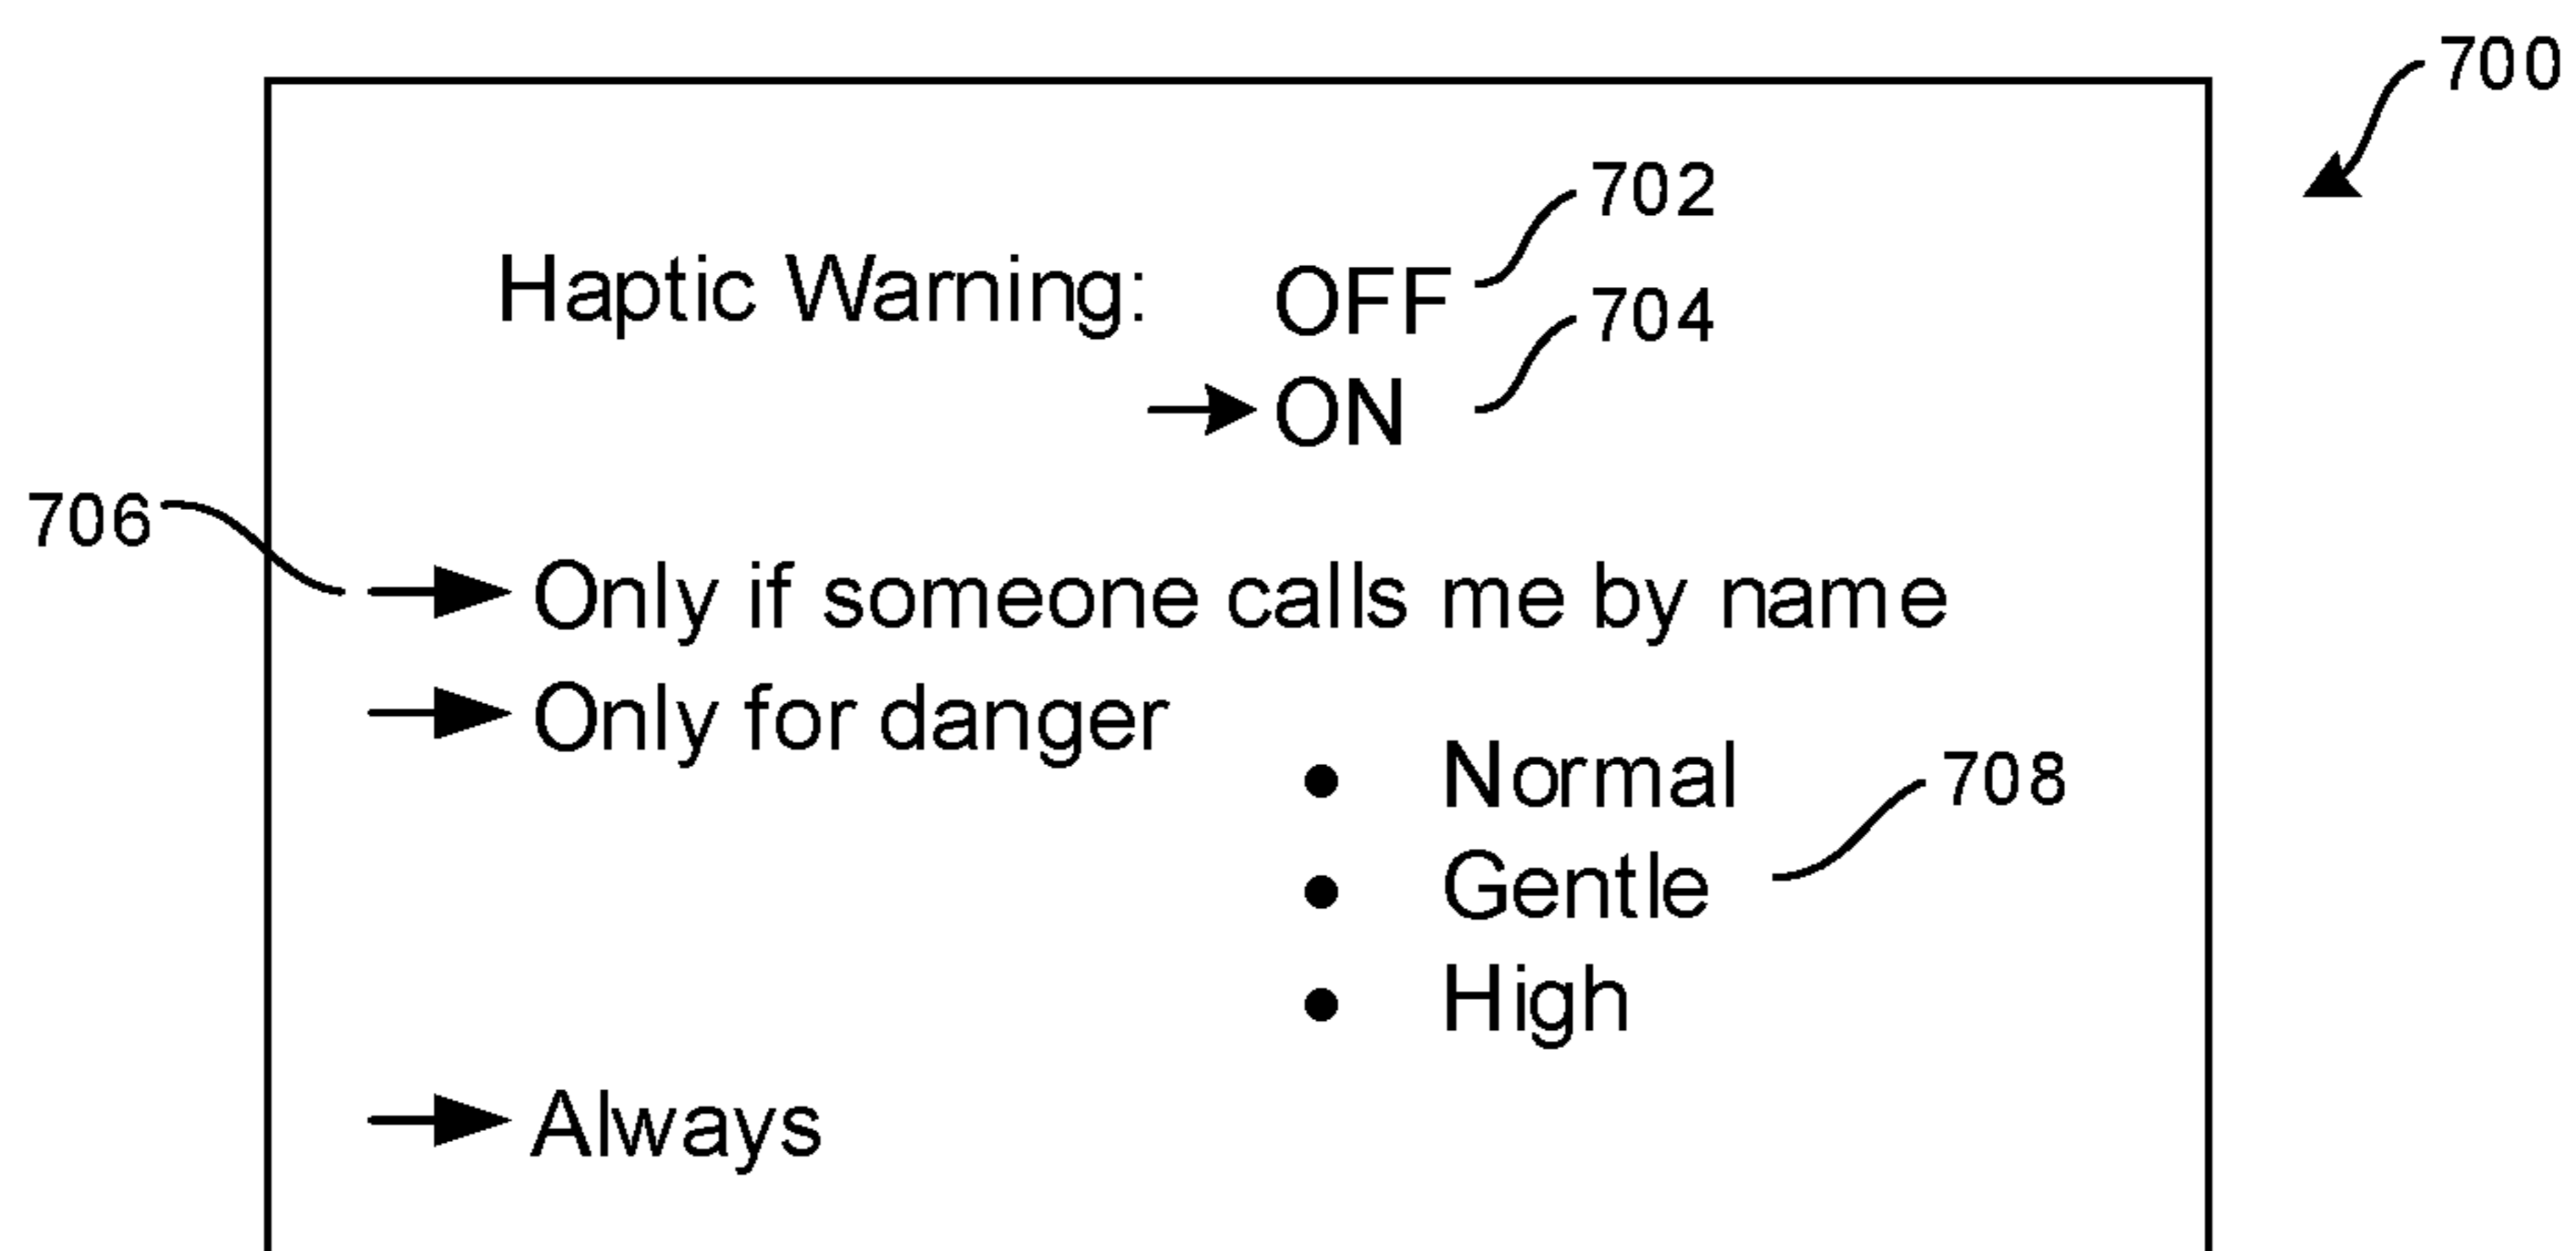 700
702
Haptic Warning: OFF
704
ON
706
Only if someone calls me by name
Only for danger
Normal
708
Gentle
High
Always